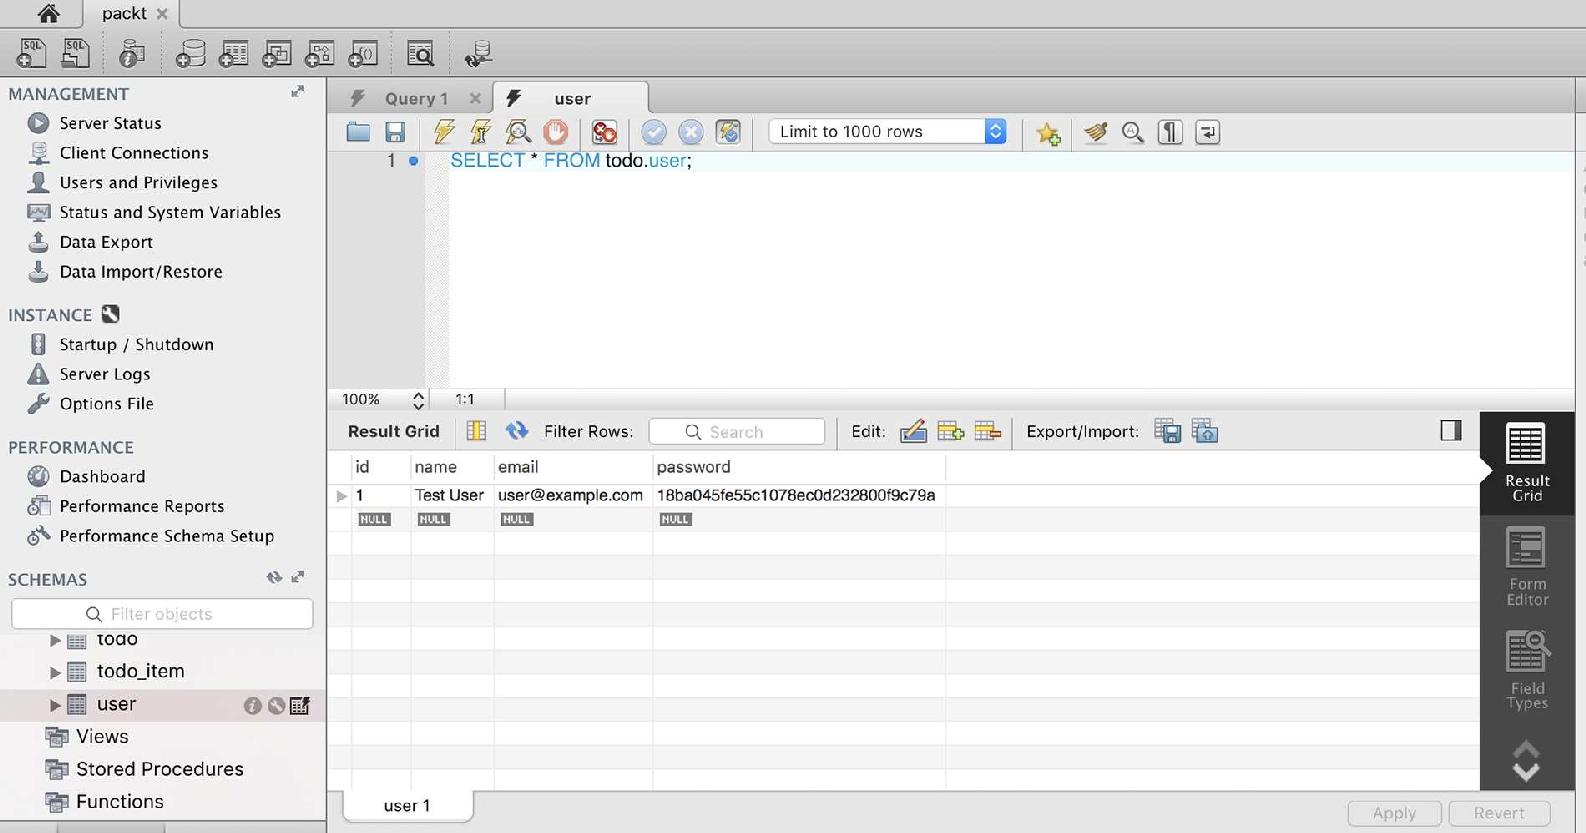 packt
SQL
SQL
MANAGEMENT
Server Status
Client Connections
Users and Privileges
Status and System Variables
Data Export
Data Import/Restore
INSTANCE
Startup / Shutdown
Server Logs
Options File
PERFORMANCE
Dashboard
Performance Reports
Performance Schema Setup
SCHEMAS
Filter objects
todo
todo_item
user
Views
Stored Procedures
Functions
Query 1
user
Limit to 1000 rows
1
SELECT * FROM todo.user;
100%
1:1
Result Grid
Filter Rows:
Search
Edit:
Export/Import:
id name email password
1 Test User user@example.com 18ba045fe55c1078ec0d232800f9c79a
NULL NULL NULL NULL
Result
Grid
Form
Editor
Field
Types
user 1
Apply
Revert